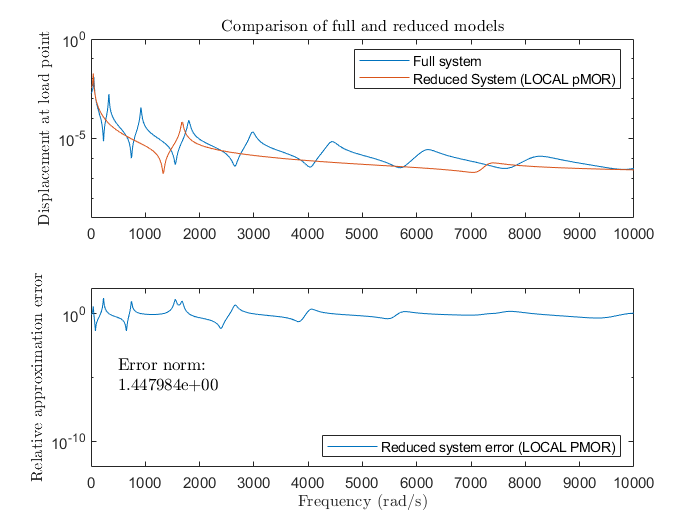 Comparison of full and reduced models
Displacement at load point
10^0
10^-5
Full system
Reduced System (LOCAL pMOR)
0 1000 2000 3000 4000 5000 6000 7000 8000 9000 10000
Relative approximation error
10^0
10^-10
Error norm:
1.447984e+00
Reduced system error (LOCAL PMOR)
0 1000 2000 3000 4000 5000 6000 7000 8000 9000 10000
Frequency (rad/s)